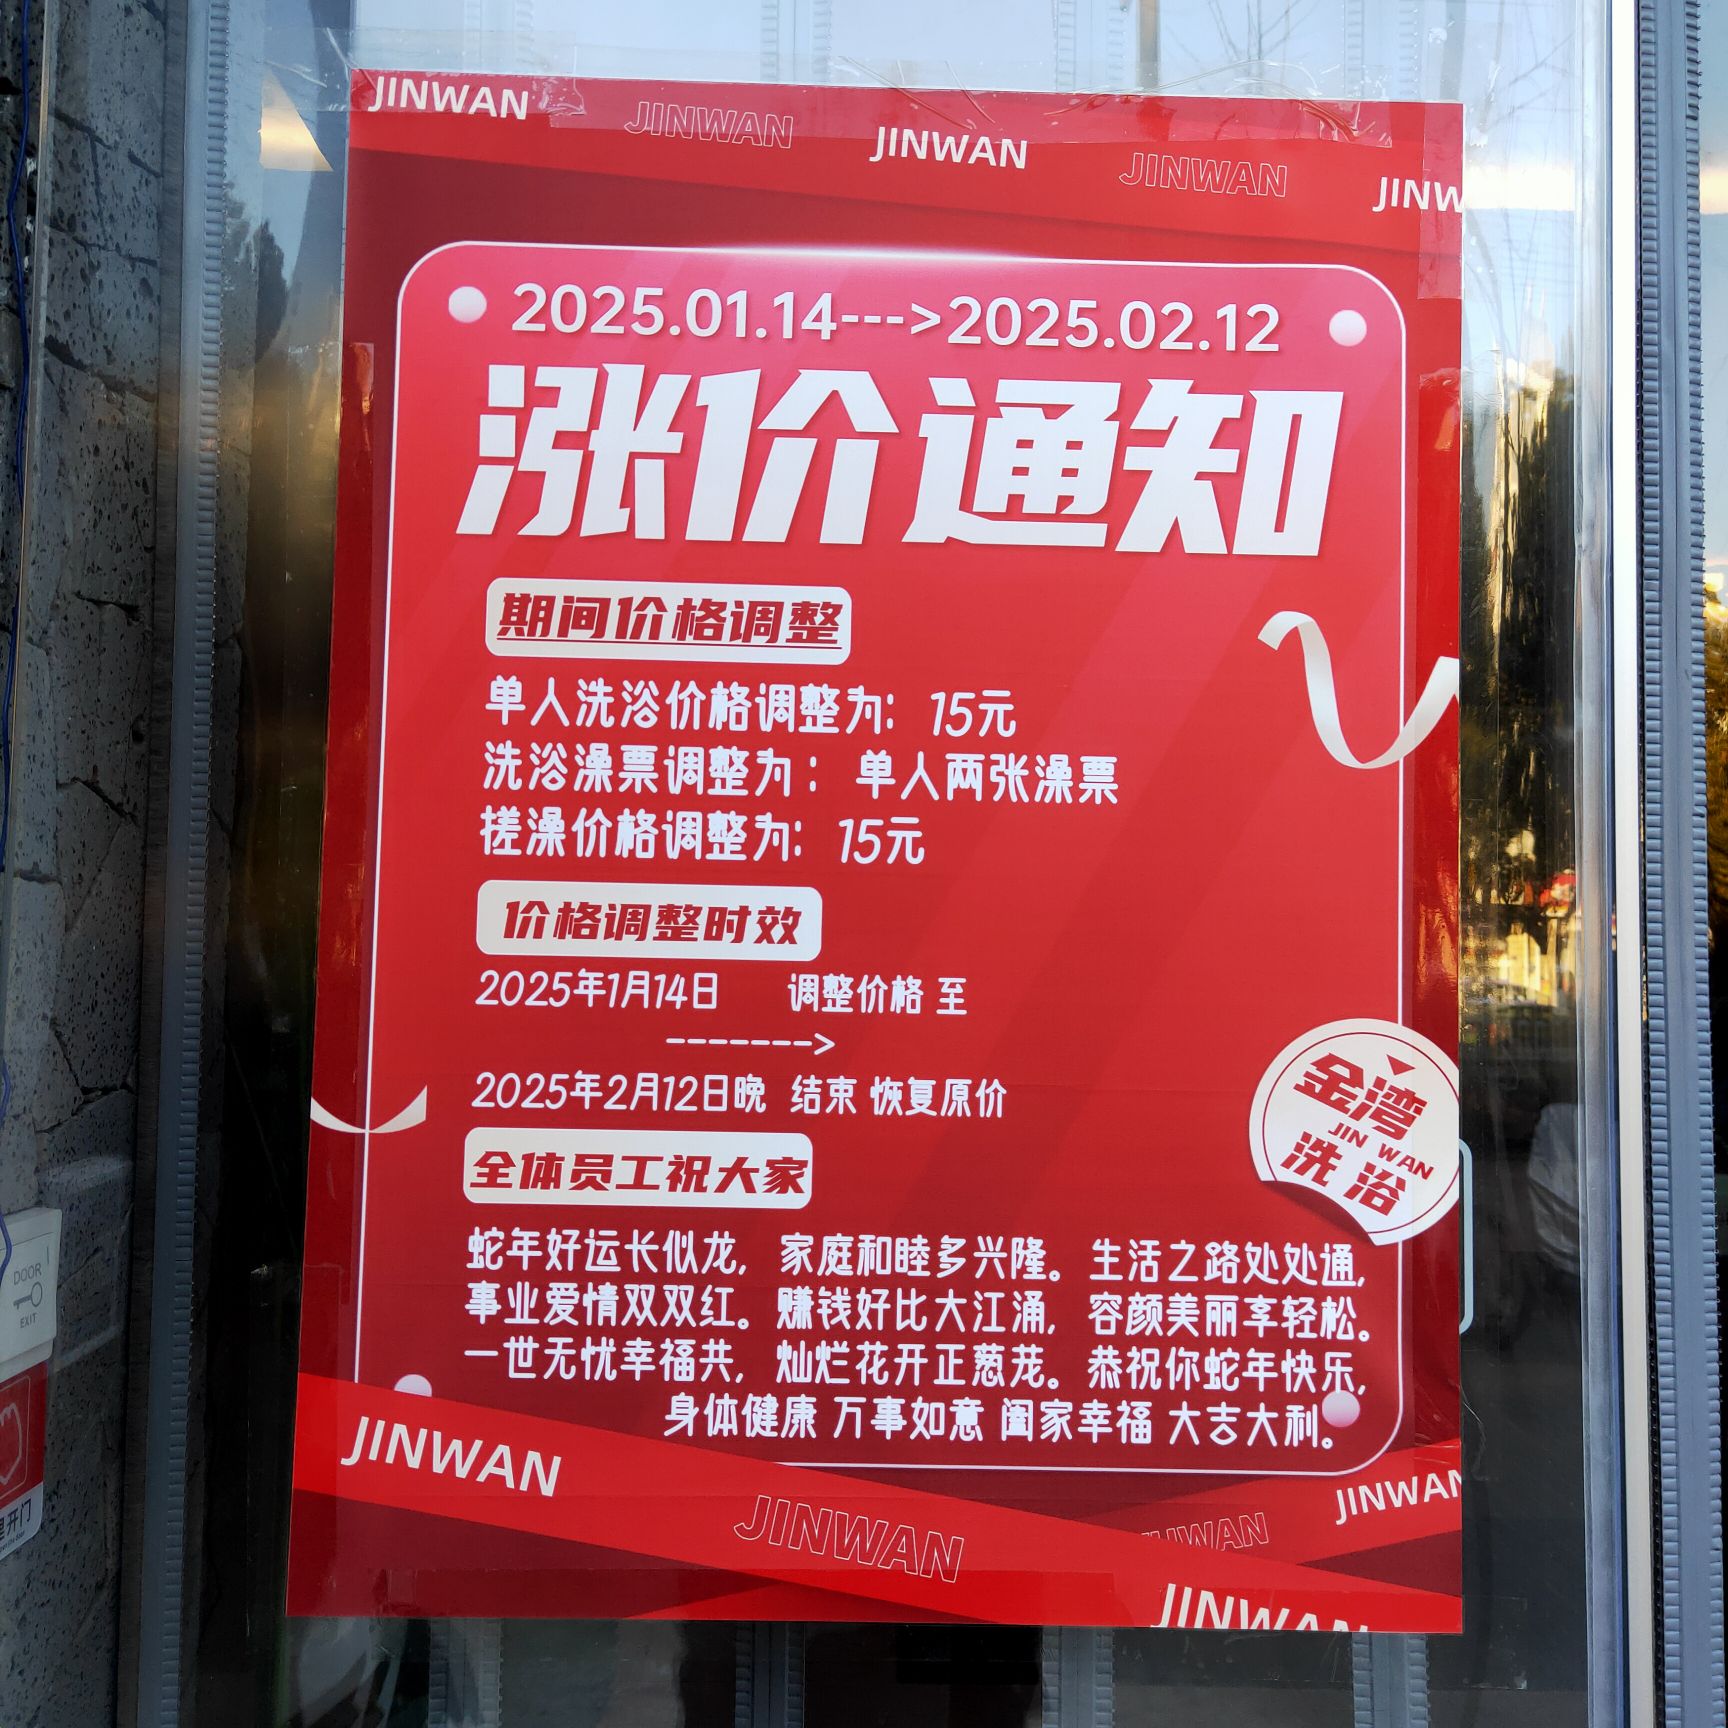 JINWAN JINWAN JINWAN JINWAN JINW
2025.01.14--->2025.02.12
涨价通知
期间价格调整
单人洗浴价格调整为: 15元
洗浴澡票调整为: 单人两张澡票
搓澡价格调整为: 15元
价格调整时效
2025年1月14日 调整价格 至
------->
2025年2月12日晚 结束 恢复原价
金湾
JIN WAN
洗浴
全体员工祝大家
蛇年好运长似龙, 家庭和睦多兴隆。 生活之路处处通,
事业爱情双双红。 赚钱好比大江涌, 容颜美丽享轻松。
一世无忧幸福共, 灿烂花开正葱茏。 恭祝你蛇年快乐,
身体健康 万事如意 阖家幸福 大吉大利。
JINWAN JINWAN JINWAN
JINWAN
JINWAN
DOOR
EXIT
开门